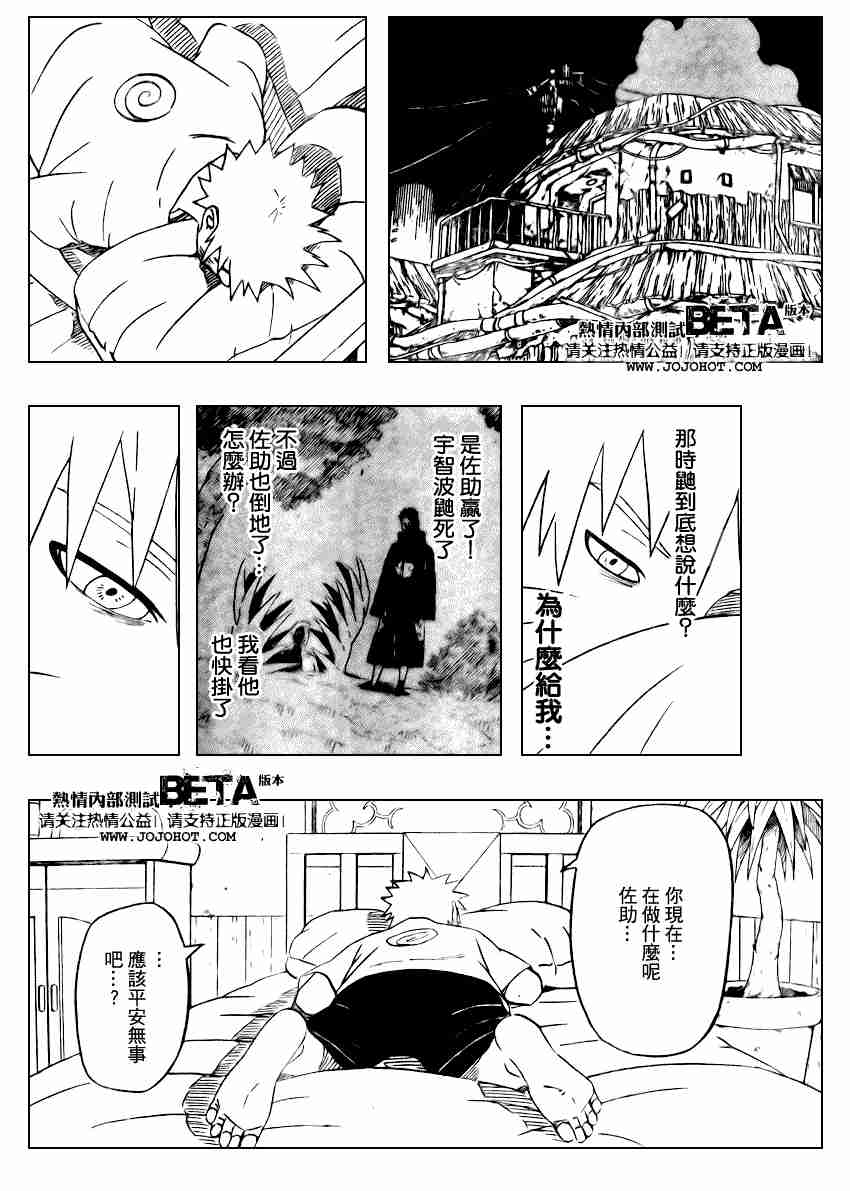 熱情內部測試BETA版本
请关注热情公益| 请支持正版漫画|
WWW.JOJOHOT.COM
那時鼬到底想說什麼？
為什麼給我…
是佐助贏了！
宇智波鼬死了
不過
佐助也倒地了…
怎麼辦？
我看他
也快掛了
熱情內部測試BETA版本
请关注热情公益| 请支持正版漫画|
WWW.JOJOHOT.COM
你現在…
在做什麼呢
佐助…
…
應該平安無事
吧…？